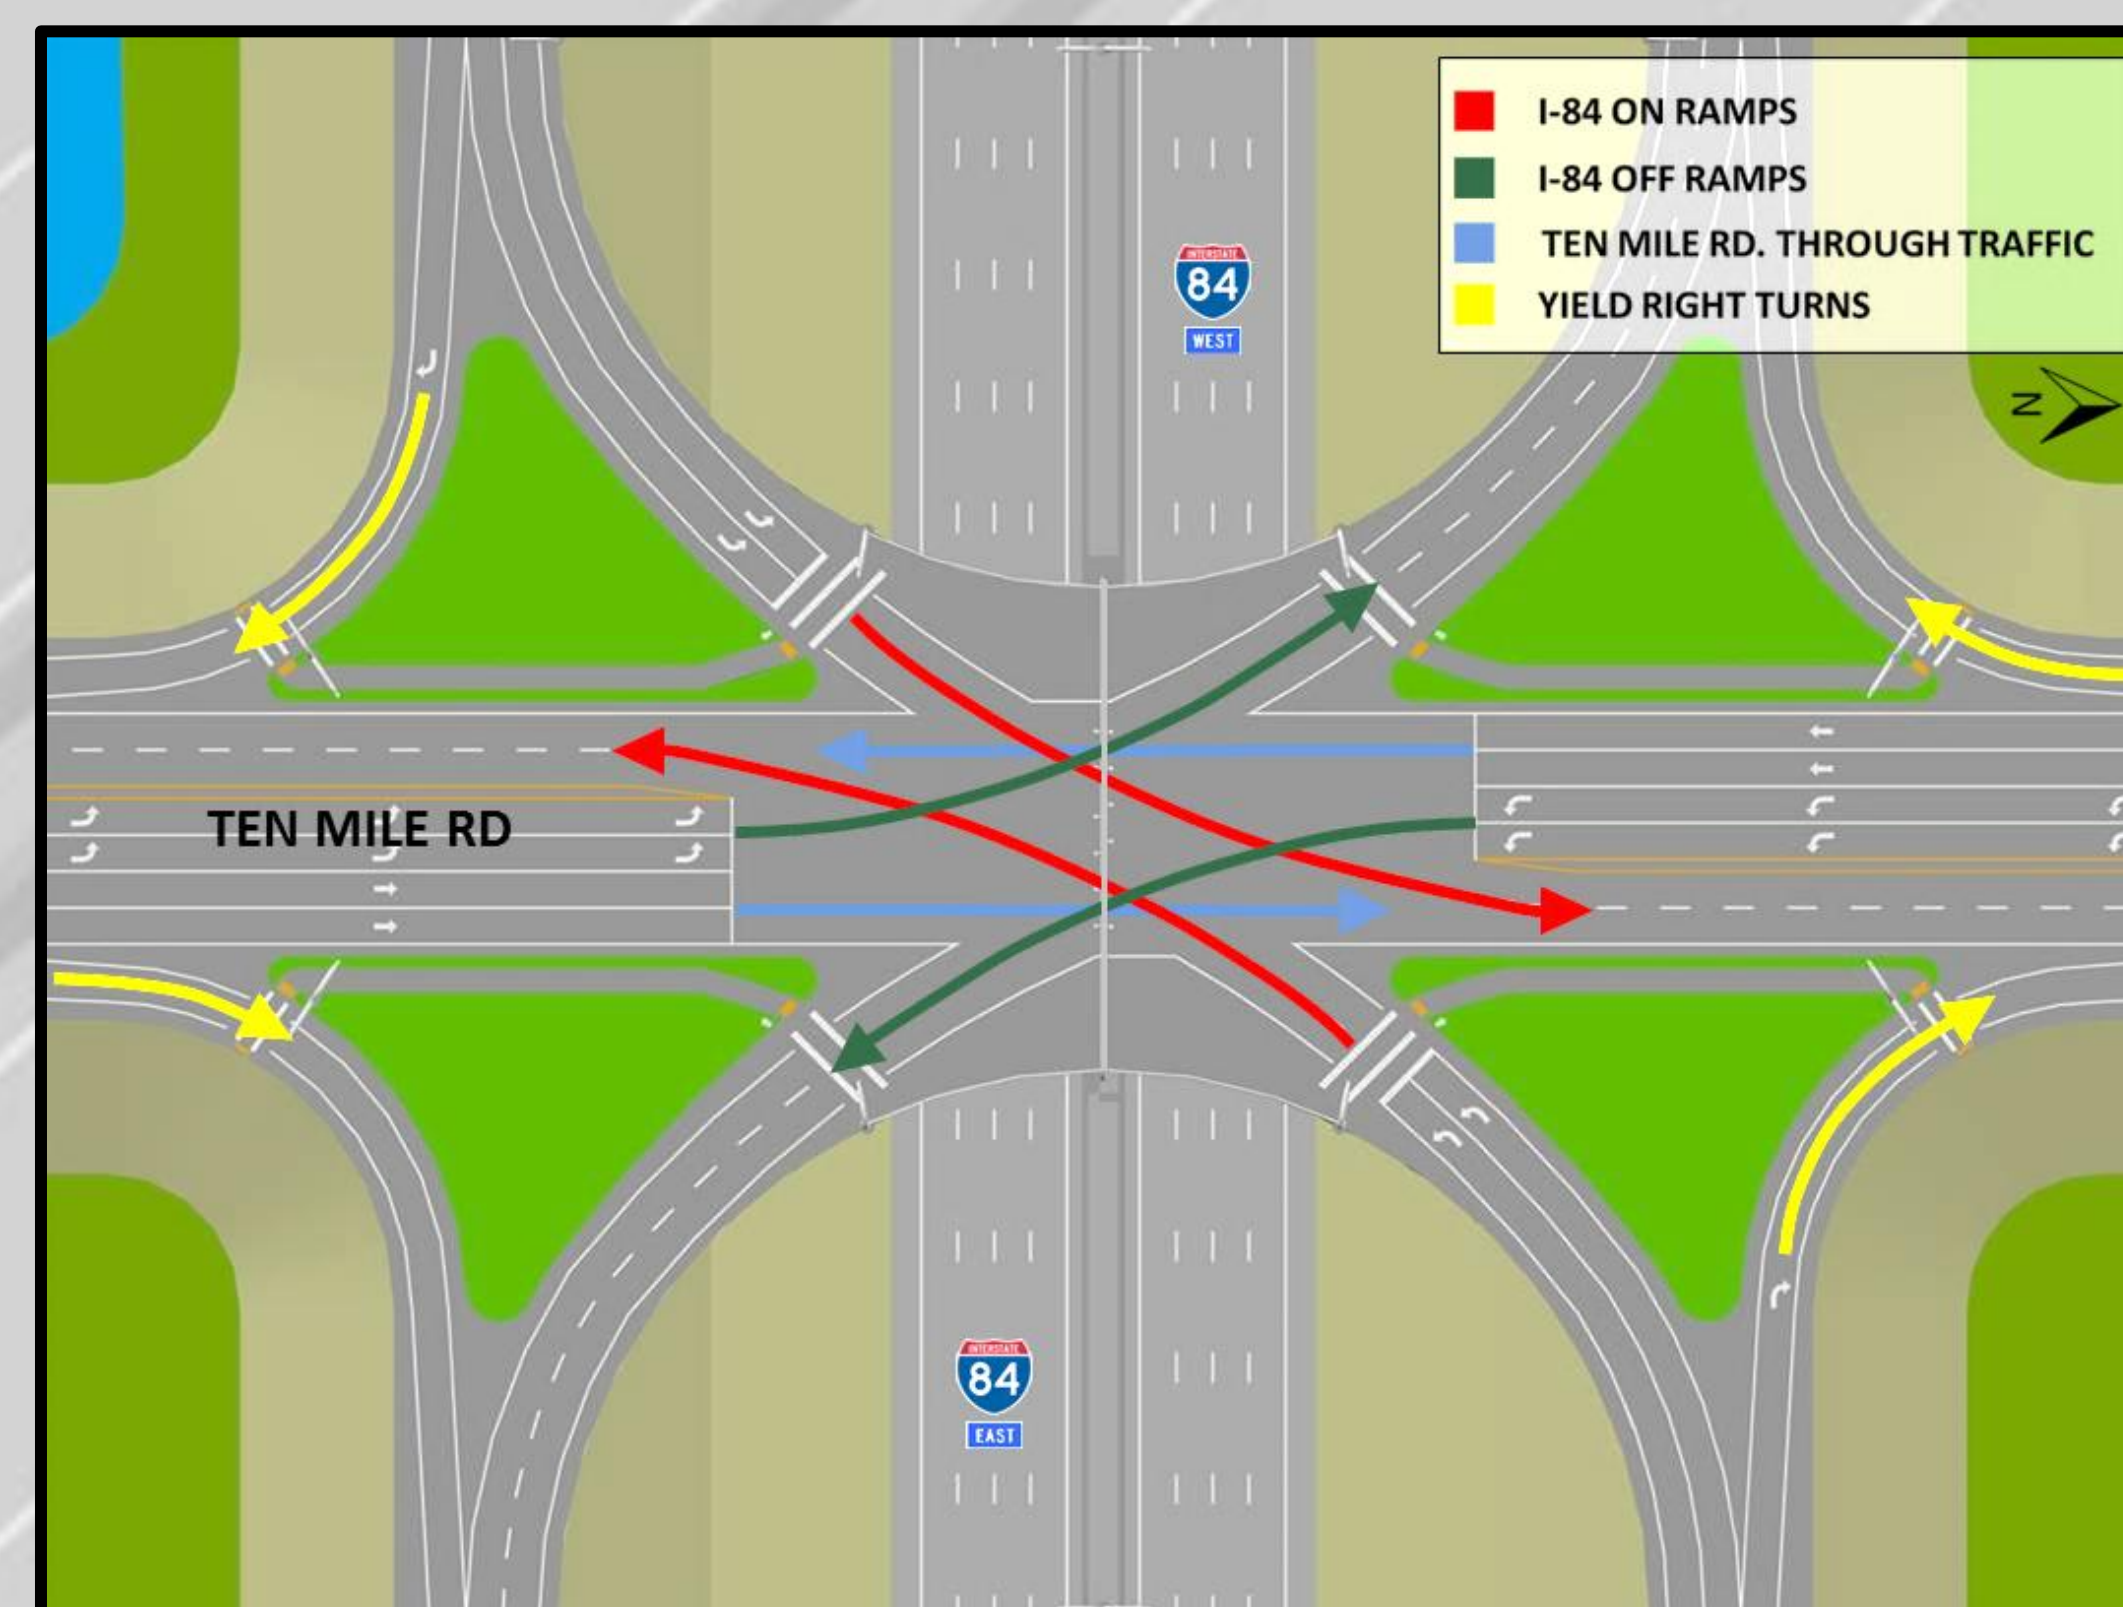 I-84 ON RAMPS
I-84 OFF RAMPS
TEN MILE RD. THROUGH TRAFFIC
YIELD RIGHT TURNS
INTERSTATE
84
WEST
N
TEN MILE RD
INTERSTATE
84
EAST